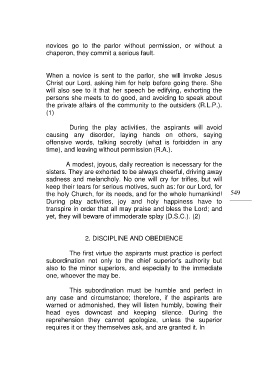 novices go to the parlor without permission, or without a
chaperon, they commit a serious fault.
When a novice is sent to the parlor, she will invoke Jesus
Christ our Lord, asking him for help before going there. She
will also see to it that her speech be edifying, exhorting the
persons she meets to do good, and avoiding to speak about
the private affairs of the community to the outsiders (R.L.P.).
(1)
During the play activities, the aspirants will avoid
causing any disorder, laying hands on others, saying
offensive words, talking secretly (what is forbidden in any
time), and leaving without permission (R.A.).
A modest, joyous, daily recreation is necessary for the
sisters. They are exhorted to be always cheerful, driving away
sadness and melancholy. No one will cry for trifles, but will
keep their tears for serious motives, such as: for our Lord, for
the holy Church, for its needs, and for the whole humankind!
During play activities, joy and holy happiness have to
transpire in order that all may praise and bless the Lord; and
yet, they will beware of immoderate splay (D.S.C.). (2)
549
2. DISCIPLINE AND OBEDIENCE
The first virtue the aspirants must practice is perfect
subordination not only to the chief superior's authority but
also to the minor superiors, and especially to the immediate
one, whoever the may be.
This subordination must be humble and perfect in
any case and circumstance; therefore, if the aspirants are
warned or admonished, they will listen humbly, bowing their
head eyes downcast and keeping silence. During the
reprehension they cannot apologize, unless the superior
requires it or they themselves ask, and are granted it. In